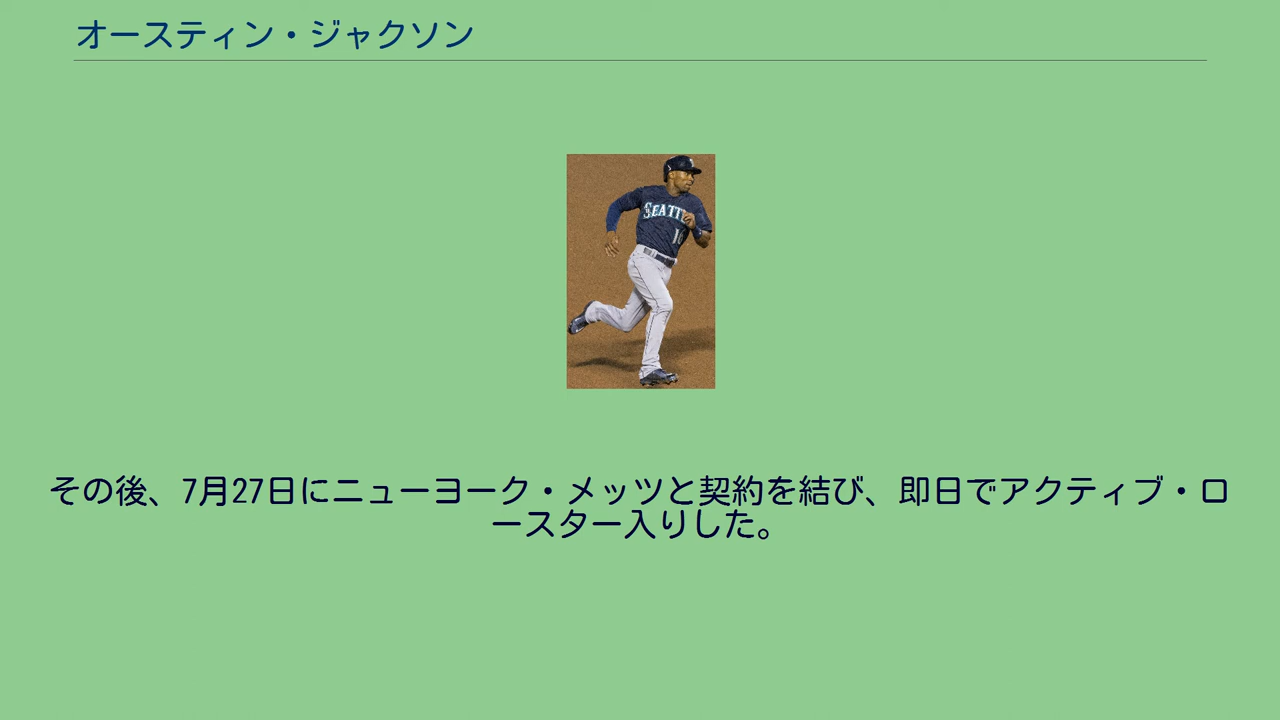 オースティン・ジャクソン
SEATTLE
16
その後、7月27日にニューヨーク・メッツと契約を結び、即日でアクティブ・ロ
ースター入りした。